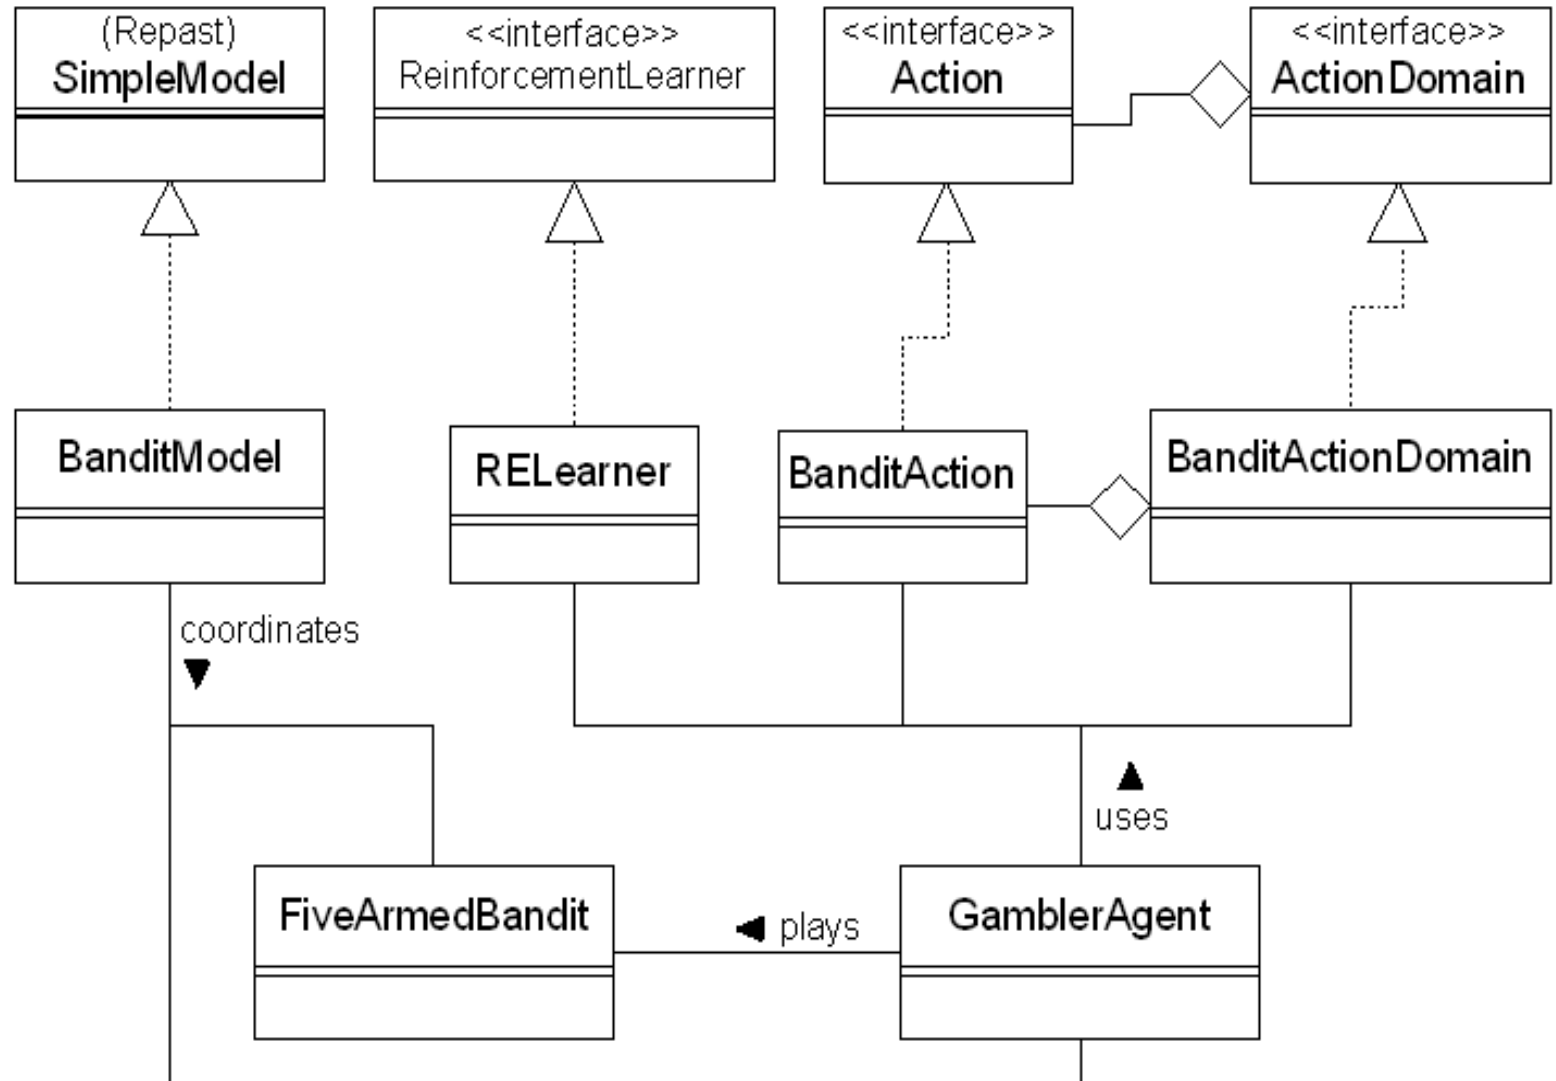 (Repast)
SimpleModel
<<interface>>
ReinforcementLearner
<<interface>>
Action
<<interface>>
ActionDomain
BanditModel
RELearner
BanditAction
BanditActionDomain
coordinates
uses
FiveArmedBandit
plays
GamblerAgent